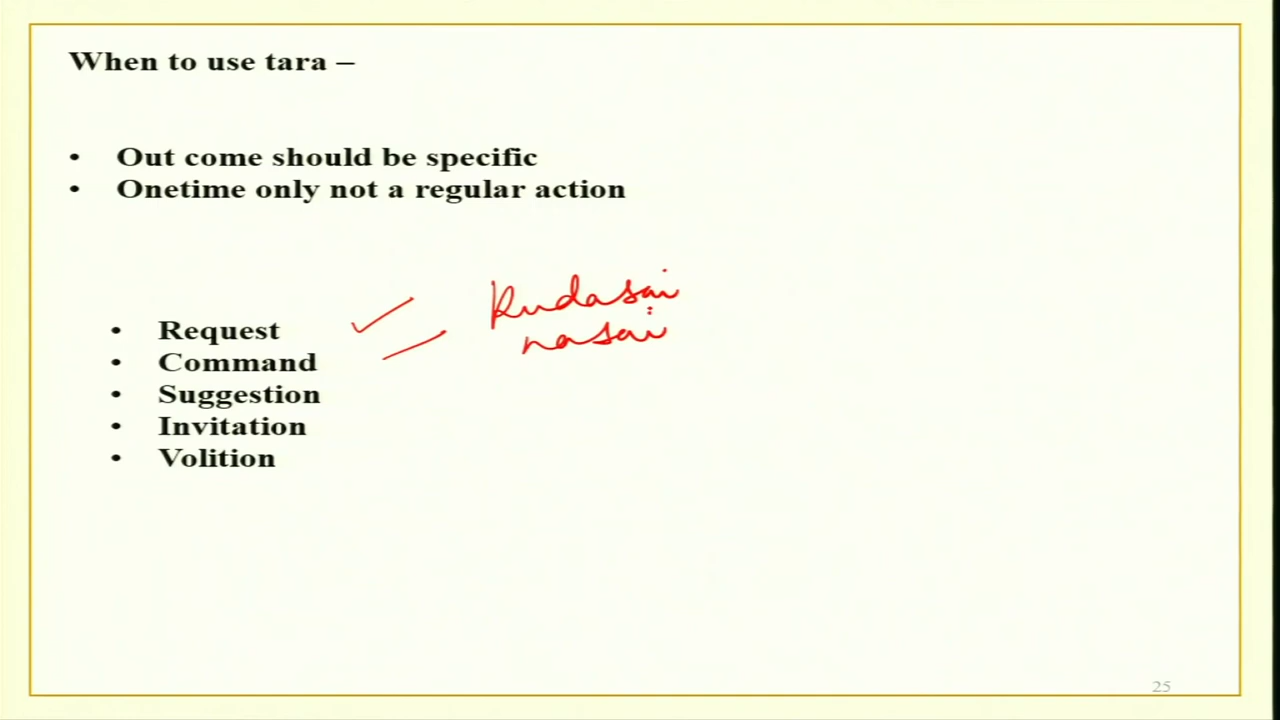 When to use tara –
• Out come should be specific
• Onetime only not a regular action
kudasai
nasai
• Request
• Command
• Suggestion
• Invitation
• Volition
25